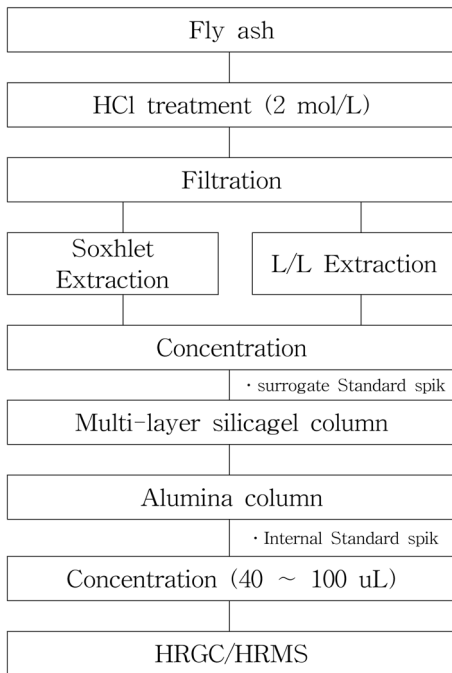 Fly ash
HCl treatment (2 mol/L)
Filtration
Soxhlet
Extraction
L/L Extraction
Concentration
· surrogate Standard spik
Multi-layer silicagel column
Alumina column
· Internal Standard spik
Concentration (40 ~ 100 uL)
HRGC/HRMS